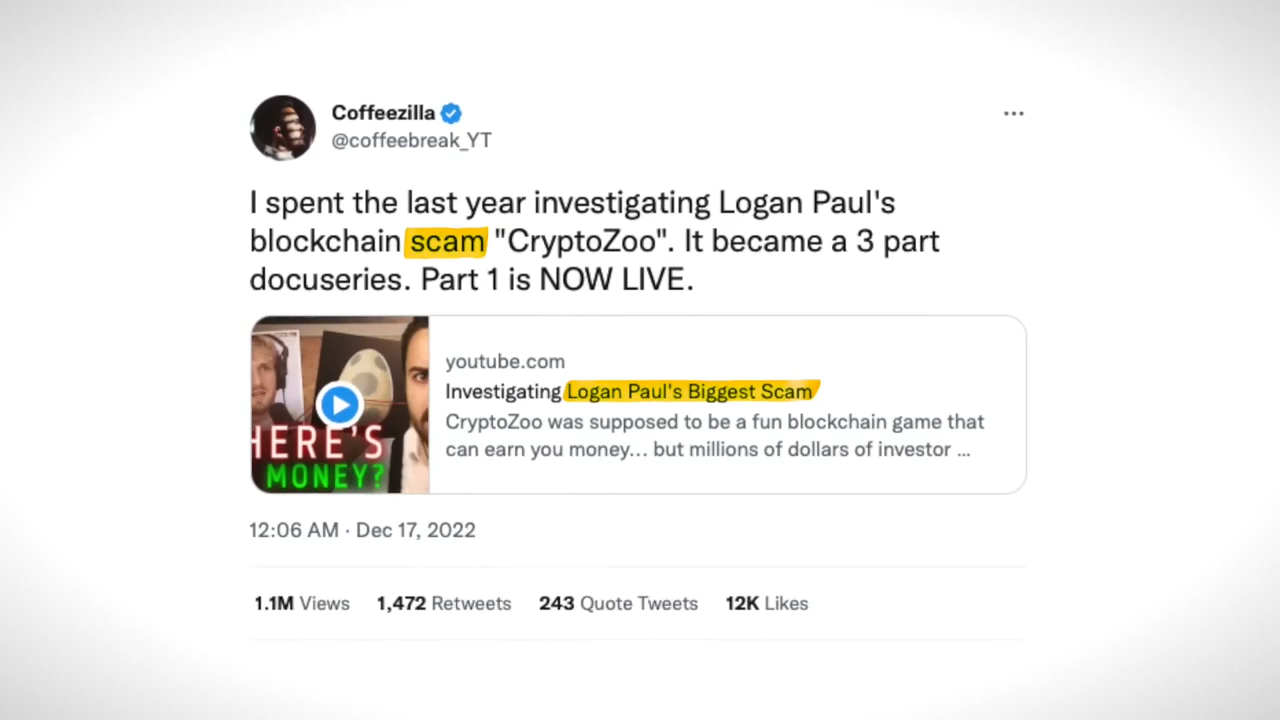 Coffeezilla
@coffeebreak_YT
I spent the last year investigating Logan Paul's
blockchain scam "CryptoZoo". It became a 3 part
docuseries. Part 1 is NOW LIVE.
HERE'S
MONEY?
youtube.com
Investigating Logan Paul's Biggest Scam
CryptoZoo was supposed to be a fun blockchain game that
can earn you money... but millions of dollars of investor ...
12:06 AM · Dec 17, 2022
1.1M Views 1,472 Retweets 243 Quote Tweets 12K Likes